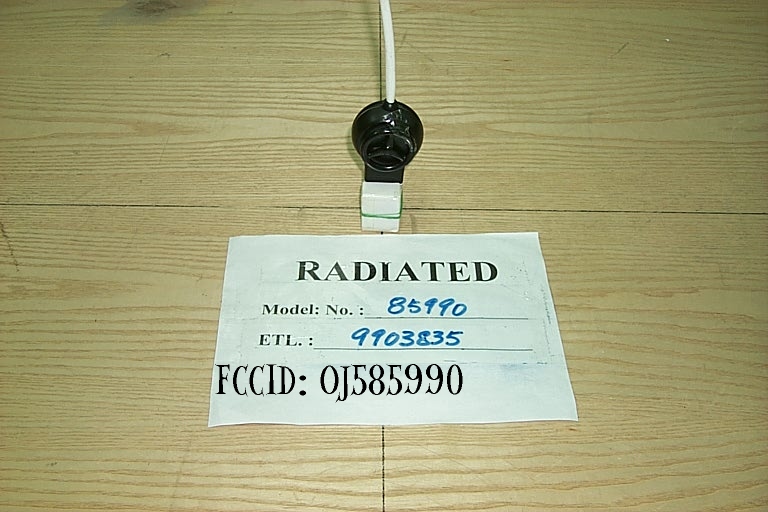 RADIATED
Model: No. : 85990
ETL. : 9903835
FCCID: OJ585990